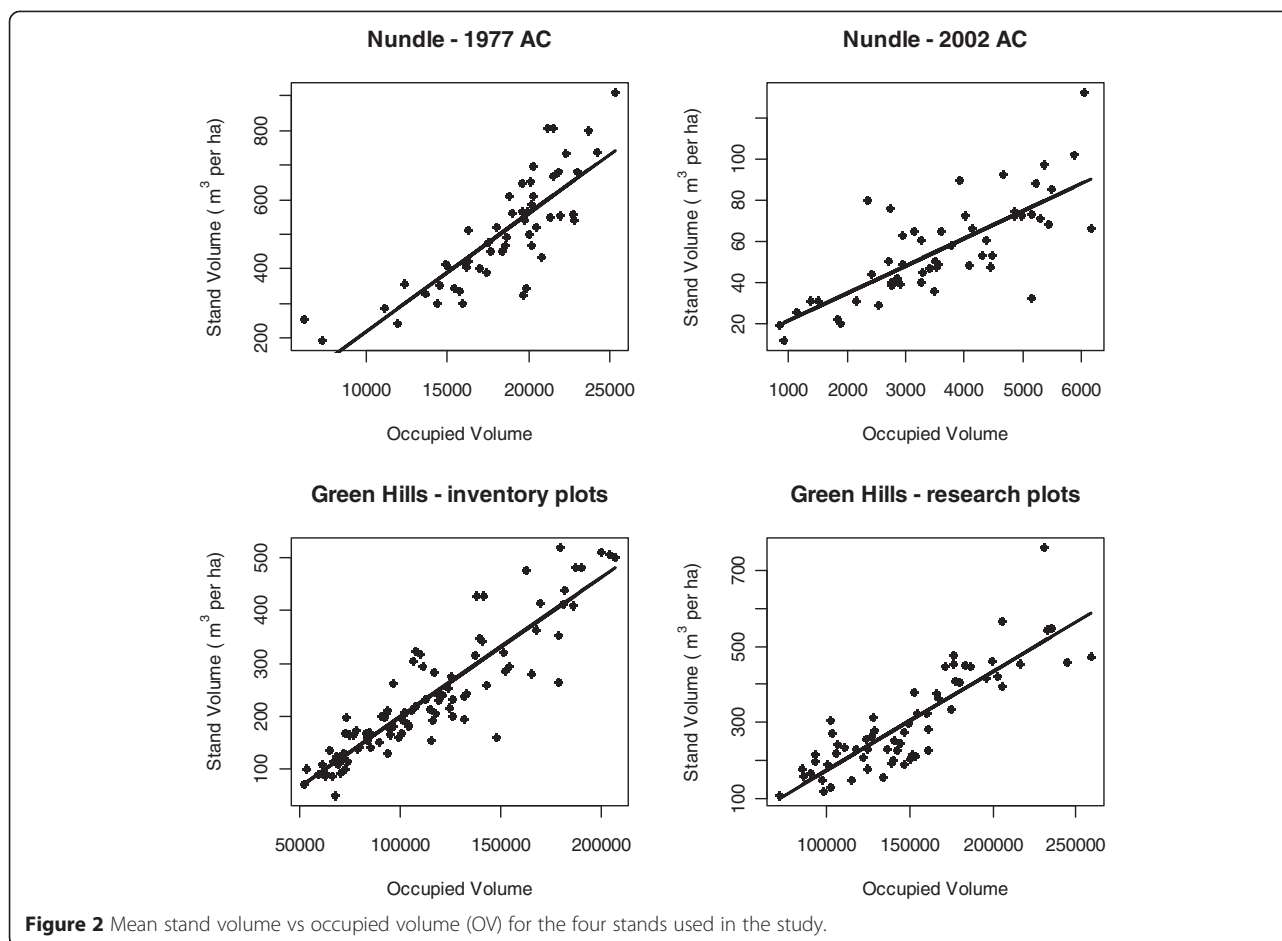 Nundle - 1977 AC
Stand Volume ( m³ per ha)
200 400 600 800
10000 15000 20000 25000
Occupied Volume
Nundle - 2002 AC
Stand Volume ( m³ per ha)
20 40 60 80 100
1000 2000 3000 4000 5000 6000
Occupied Volume
Green Hills - inventory plots
Stand Volume ( m³ per ha)
100 200 300 400 500
50000 100000 150000 200000
Occupied Volume
Green Hills - research plots
Stand Volume ( m³ per ha)
100 300 500 700
100000 150000 200000 250000
Occupied Volume
Figure 2 Mean stand volume vs occupied volume (OV) for the four stands used in the study.